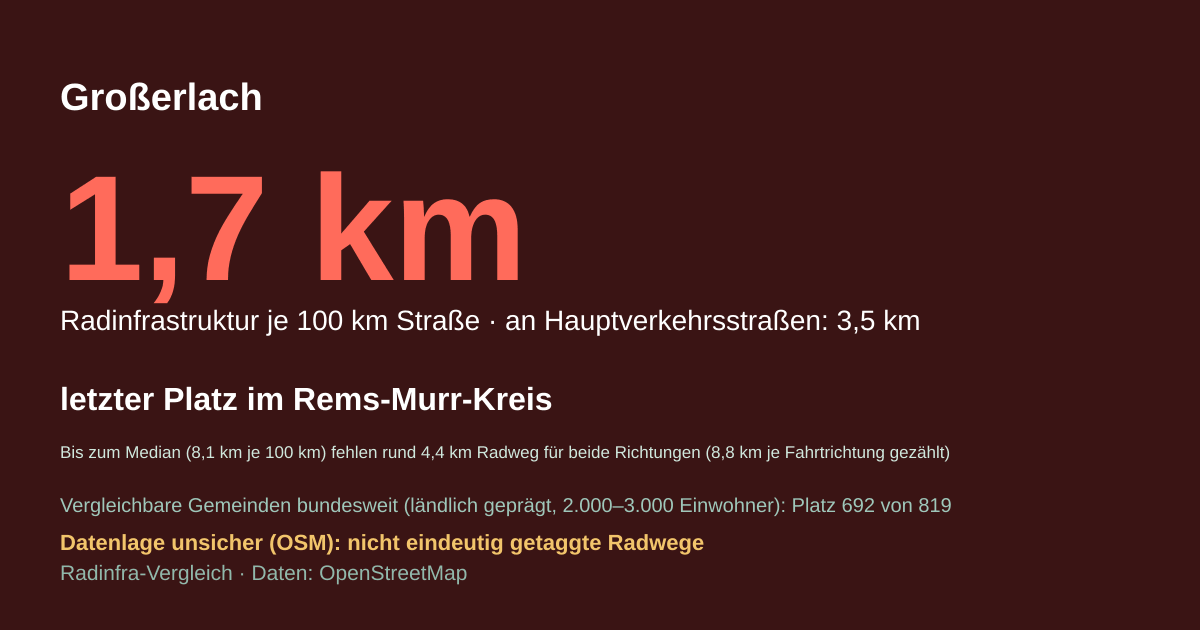 Großerlach
1,7 km
Radinfrastruktur je 100 km Straße · an Hauptverkehrsstraßen: 3,5 km
letzter Platz im Rems-Murr-Kreis
Bis zum Median (8,1 km je 100 km) fehlen rund 4,4 km Radweg für beide Richtungen (8,8 km je Fahrtrichtung gezählt)
Vergleichbare Gemeinden bundesweit (ländlich geprägt, 2.000–3.000 Einwohner): Platz 692 von 819
Datenlage unsicher (OSM): nicht eindeutig getaggte Radwege
Radinfra-Vergleich · Daten: OpenStreetMap